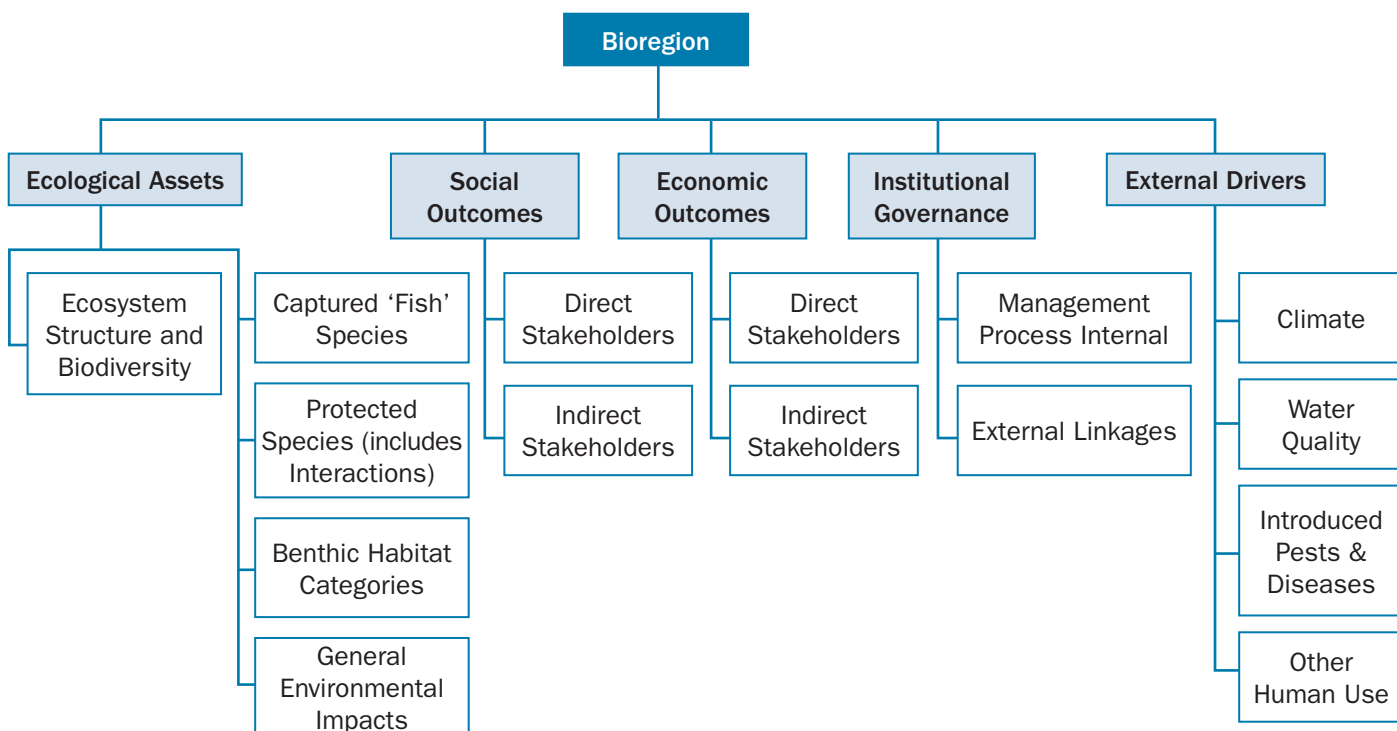 Bioregion
Ecological Assets
Social
Outcomes
Economic
Outcomes
Institutional
Governance
External Drivers
Ecosystem
Structure and
Biodiversity
Captured ‘Fish’
Species
Protected
Species (includes
Interactions)
Benthic Habitat
Categories
General
Environmental
Impacts
Direct
Stakeholders
Indirect
Stakeholders
Direct
Stakeholders
Indirect
Stakeholders
Management
Process Internal
External Linkages
Climate
Water
Quality
Introduced
Pests &
Diseases
Other
Human Use